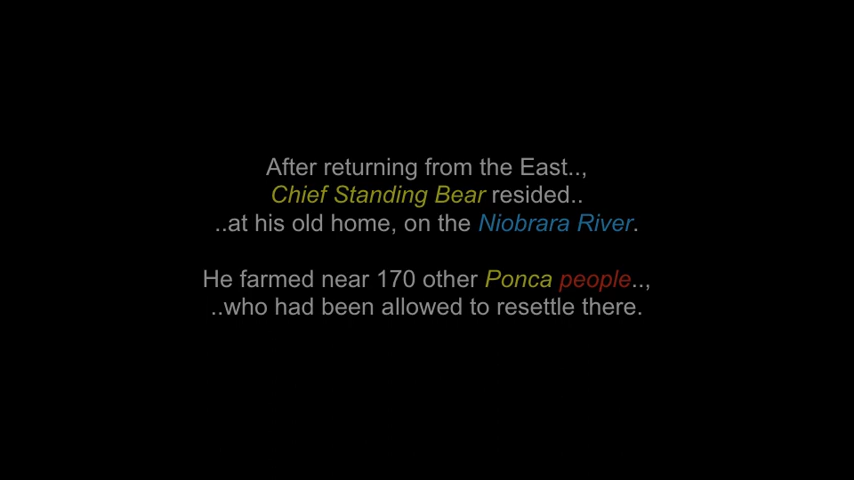 After returning from the East..,
Chief Standing Bear resided..
..at his old home, on the Niobrara River.
He farmed near 170 other Ponca people..,
..who had been allowed to resettle there.